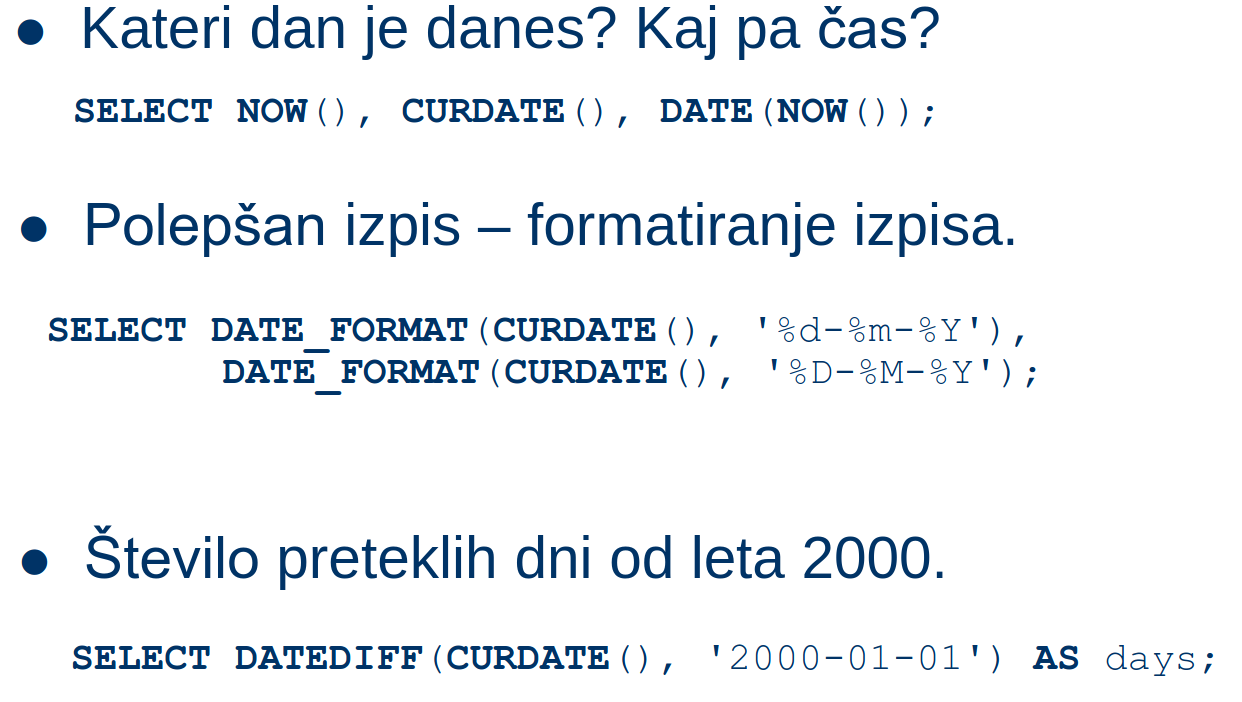 ● Kateri dan je danes? Kaj pa čas?
SELECT NOW(), CURDATE(), DATE(NOW());
● Polepšan izpis – formatiranje izpisa.
SELECT DATE_FORMAT(CURDATE(), '%d-%m-%Y'),
DATE_FORMAT(CURDATE(), '%D-%M-%Y');
● Število preteklih dni od leta 2000.
SELECT DATEDIFF(CURDATE(), '2000-01-01') AS days;